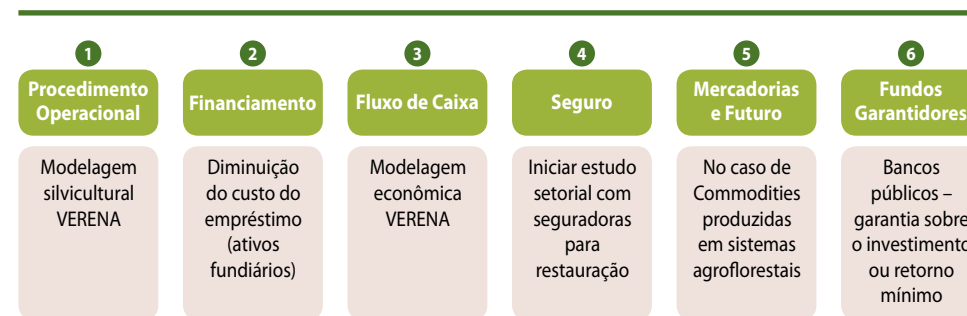 1
Procedimento
Operacional
Modelagem
silvicultural
VERENA
2
Financiamento
Diminuição
do custo do
empréstimo
(ativos
fundiários)
3
Fluxo de Caixa
Modelagem
econômica
VERENA
4
Seguro
Iniciar estudo
setorial com
seguradoras
para
restauração
5
Mercadorias
e Futuro
No caso de
Commodities
produzidas
em sistemas
agroflorestais
6
Fundos
Garantidores
Bancos
públicos –
garantia sobre
o investimento
ou retorno
mínimo